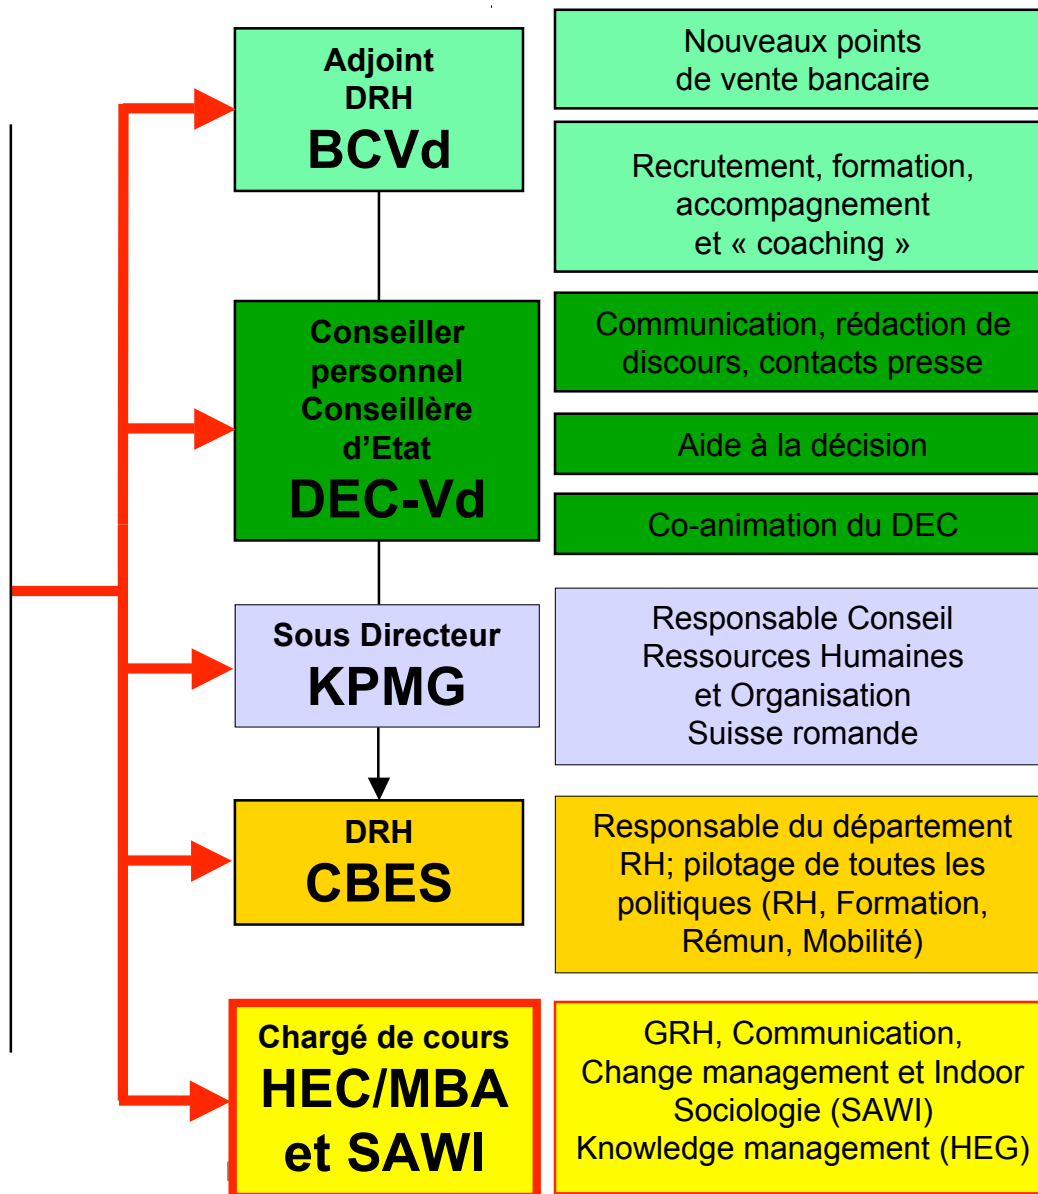 Adjoint
DRH
BCVd
Nouveaux points
de vente bancaire
Recrutement, formation,
accompagnement
et « coaching »
Conseiller
personnel
Conseillère
d’Etat
DEC-Vd
Communication, rédaction de
discours, contacts presse
Aide à la décision
Co-animation du DEC
Sous Directeur
KPMG
Responsable Conseil
Ressources Humaines
et Organisation
Suisse romande
DRH
CBES
Responsable du département
RH; pilotage de toutes les
politiques (RH, Formation,
Rémun, Mobilité)
Chargé de cours
HEC/MBA
et SAWI
GRH, Communication,
Change management et Indoor
Sociologie (SAWI)
Knowledge management (HEG)